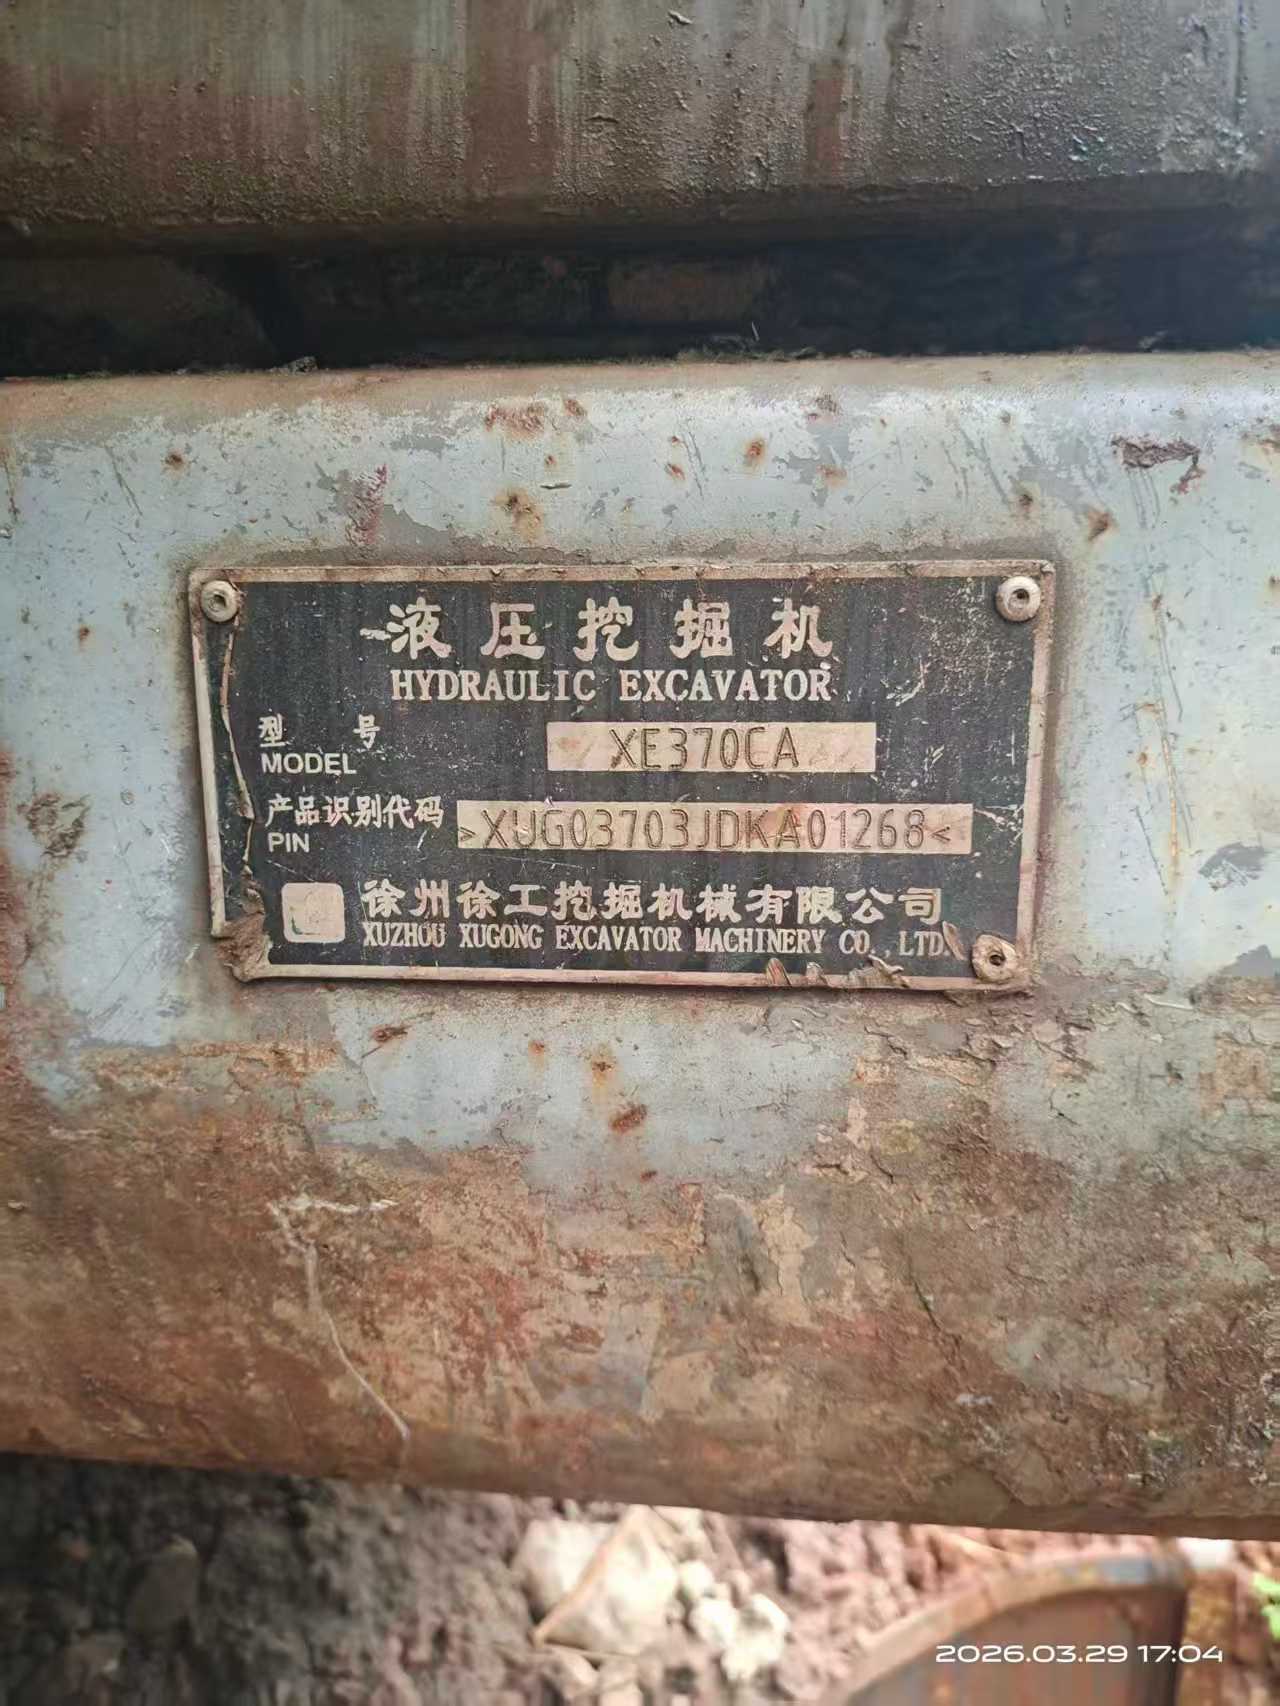 液压挖掘机
HYDRAULIC EXCAVATOR
型号 XE370CA
MODEL
产品识别代码 >XUG03703JDKA01268<
PIN
徐州徐工挖掘机械有限公司
XUZHOU XUGONG EXCAVATOR MACHINERY CO., LTD.
2026.03.29 17:04